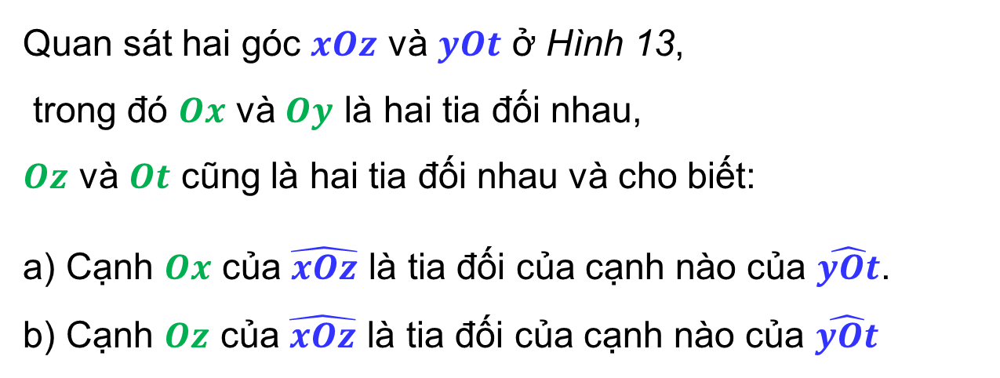 Quan sát hai góc xOz và yOt ở Hình 13,
trong đó Ox và Oy là hai tia đối nhau,
Oz và Ot cũng là hai tia đối nhau và cho biết:
a) Cạnh Ox của \widehat{xOz} là tia đối của cạnh nào của \widehat{yOt}.
b) Cạnh Oz của \widehat{xOz} là tia đối của cạnh nào của \widehat{yOt}